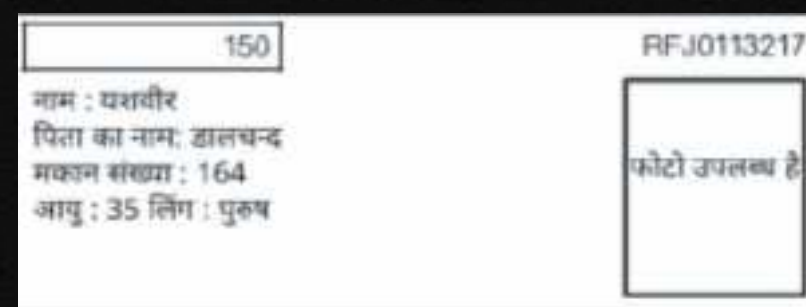 150
RFJ0113217
नाम : यशवीर
पिता का नाम: डालचन्द
मकान संख्या : 164
आयु : 35 लिंग : पुरुष
फोटो उपलब्ध है